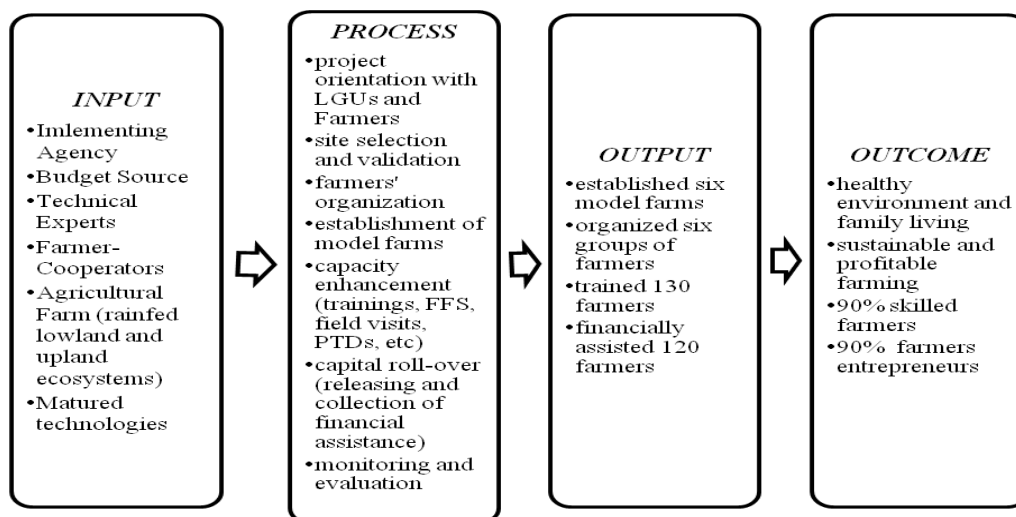 INPUT
•Imlementing
Agency
•Budget Source
•Technical
Experts
•Farmer-
Cooperators
•Agricultural
Farm (rainfed
lowland and
upland
ecosystems)
•Matured
technologies
PROCESS
•project
orientation with
LGUs and
Farmers
•site selection
and validation
•farmers'
organization
•establishment of
model farms
•capacity
enhancement
(trainings, FFS,
field visits,
PTDs, etc)
•capital roll-over
(releasing and
collection of
financial
assistance)
•monitoring and
evaluation
OUTPUT
•established six
model farms
•organized six
groups of
farmers
•trained 130
farmers
•financially
assisted 120
farmers
OUTCOME
•healthy
environment and
family living
•sustainable and
profitable
farming
•90% skilled
farmers
•90% farmers
entrepreneurs